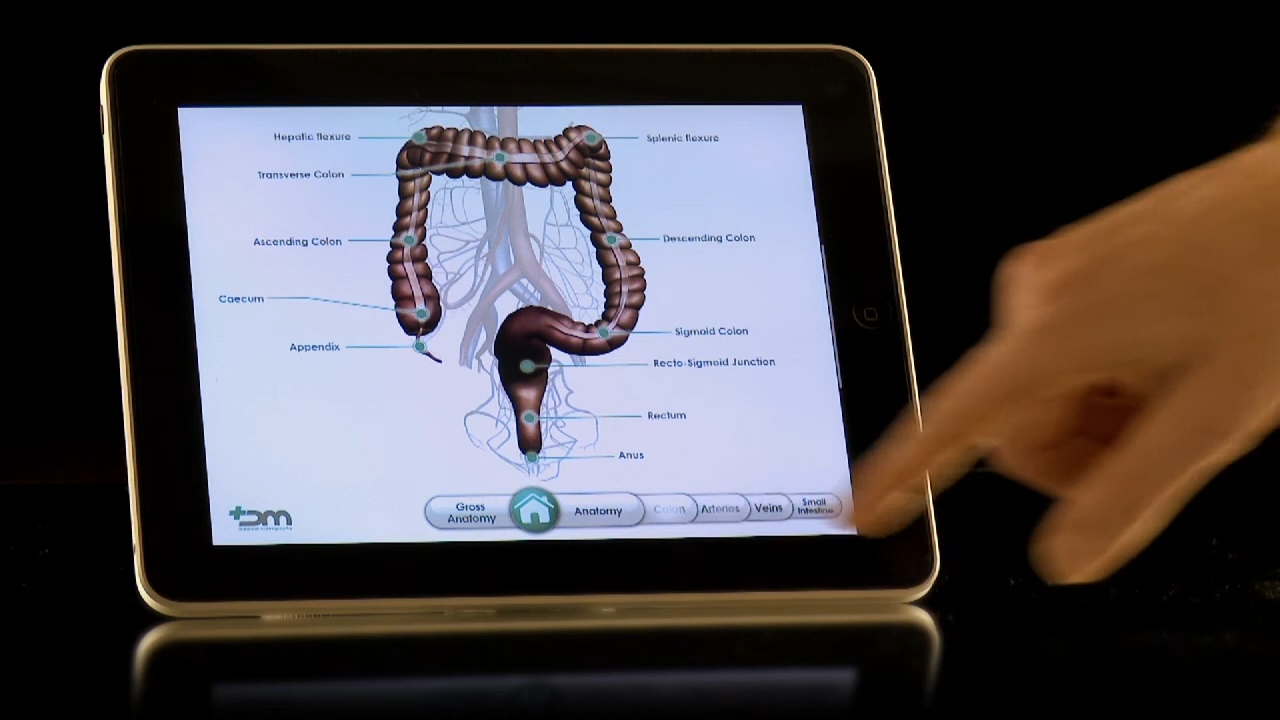 Hepatic flexure
Splenic flexure
Transverse Colon
Ascending Colon
Descending Colon
Caecum
Sigmoid Colon
Appendix
Recto-Sigmoid Junction
Rectum
Anus
Gross
Anatomy
Anatomy
Colon
Arteries
Veins
Small
Intestine